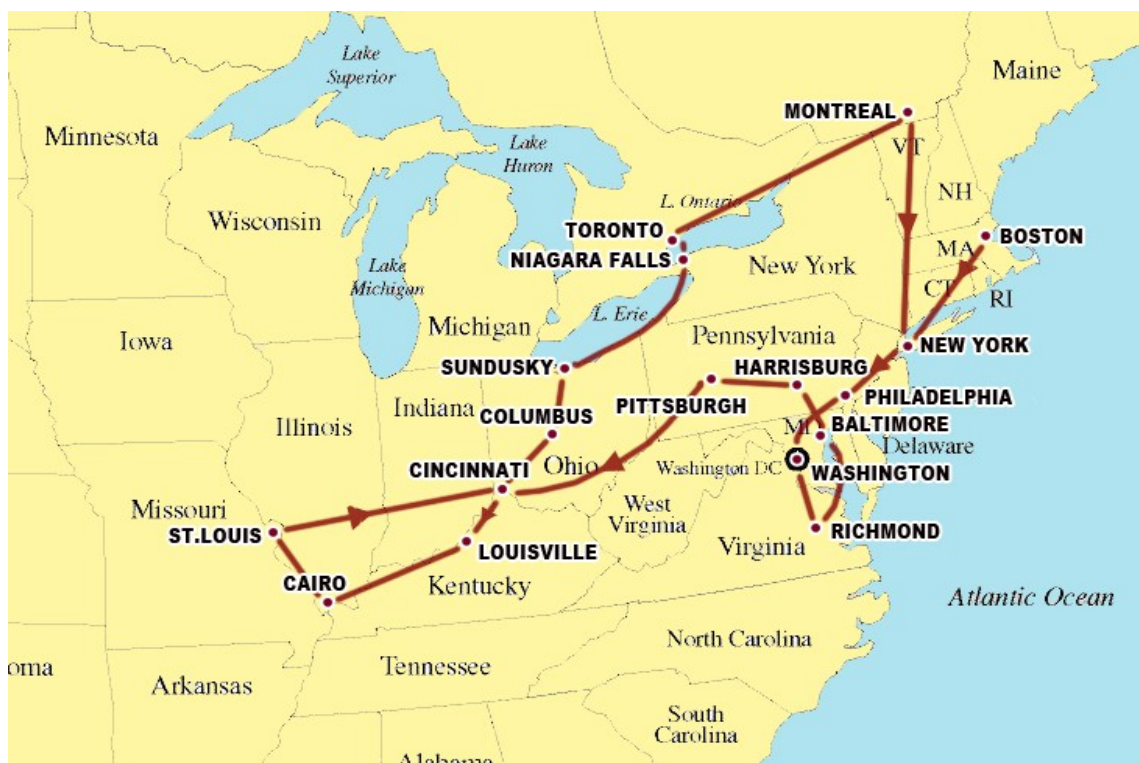 Lake
Superior
Maine
Minnesota
MONTREAL
VT
Lake
Huron
NH
Wisconsin
L. Ontario
TORONTO
BOSTON
MA
NIAGARA FALLS
New York
Lake
Michigan
CT
RI
L. Erie
Michigan
Pennsylvania
Iowa
NEW YORK
SUNDUSKY
HARRISBURG
PHILADELPHIA
PITTSBURGH
Indiana
COLUMBUS
Illinois
BALTIMORE
Delaware
CINCINNATI
Ohio
Washington DC
WASHINGTON
Missouri
West
Virginia
ST.LOUIS
LOUISVILLE
RICHMOND
Virginia
CAIRO
Kentucky
Atlantic Ocean
North Carolina
Tennessee
oma
Arkansas
South
Carolina